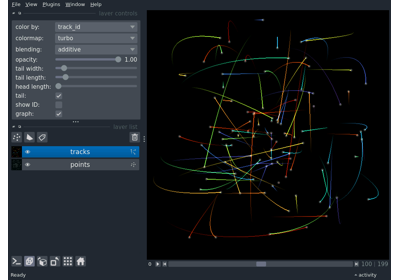 File View Plugins Window Help
layer controls
color by: track_id
colormap: turbo
blending: additive
opacity: 1.00
tail width:
tail length:
head length:
tail:
show ID:
graph:
layer list
tracks
points
0 100 199
Ready activity